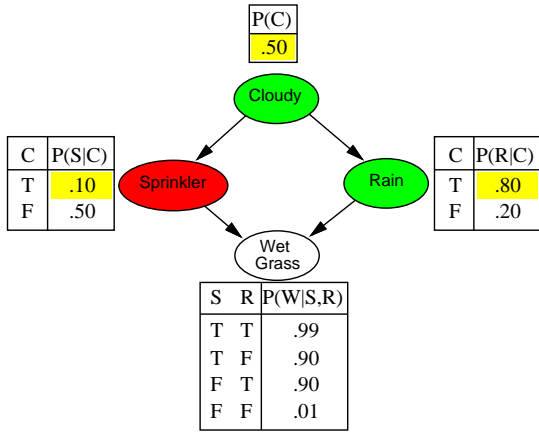 P(C)
.50
Cloudy
C P(S|C)
T .10
F .50
Sprinkler
Rain
C P(R|C)
T .80
F .20
Wet
Grass
S R P(W|S,R)
T T .99
T F .90
F T .90
F F .01